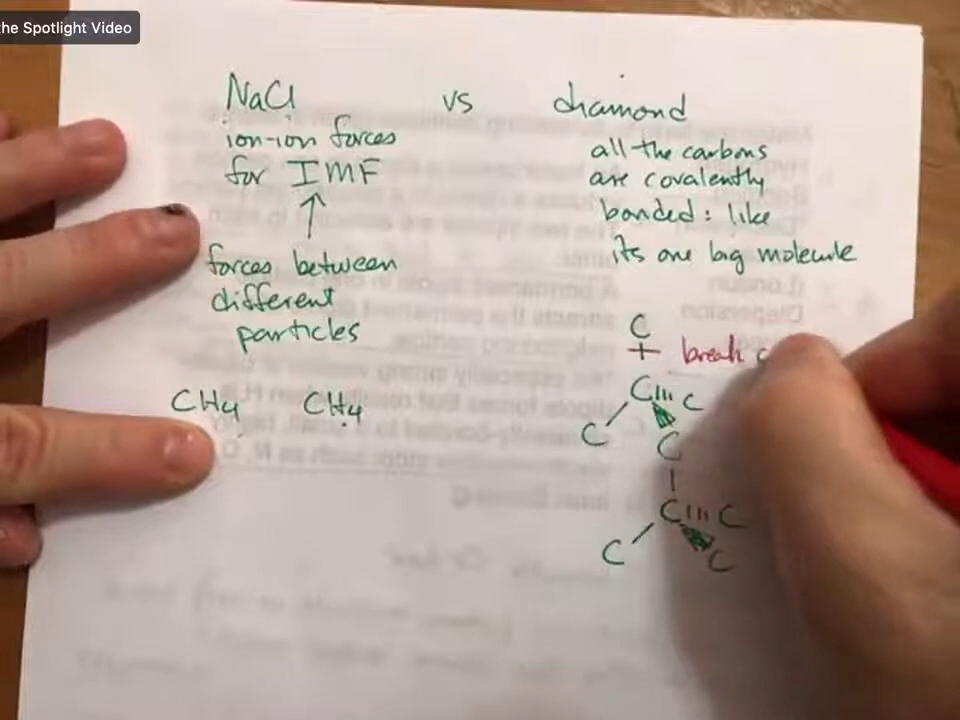 the Spotlight Video
NaCl vs diamond
ion-ion forces
for IMF
↑
forces between
different
particles
CH4 CH4
all the carbons
are covalently
bonded: like
its one big molecule
C
break
C C
C
C
C C
C C